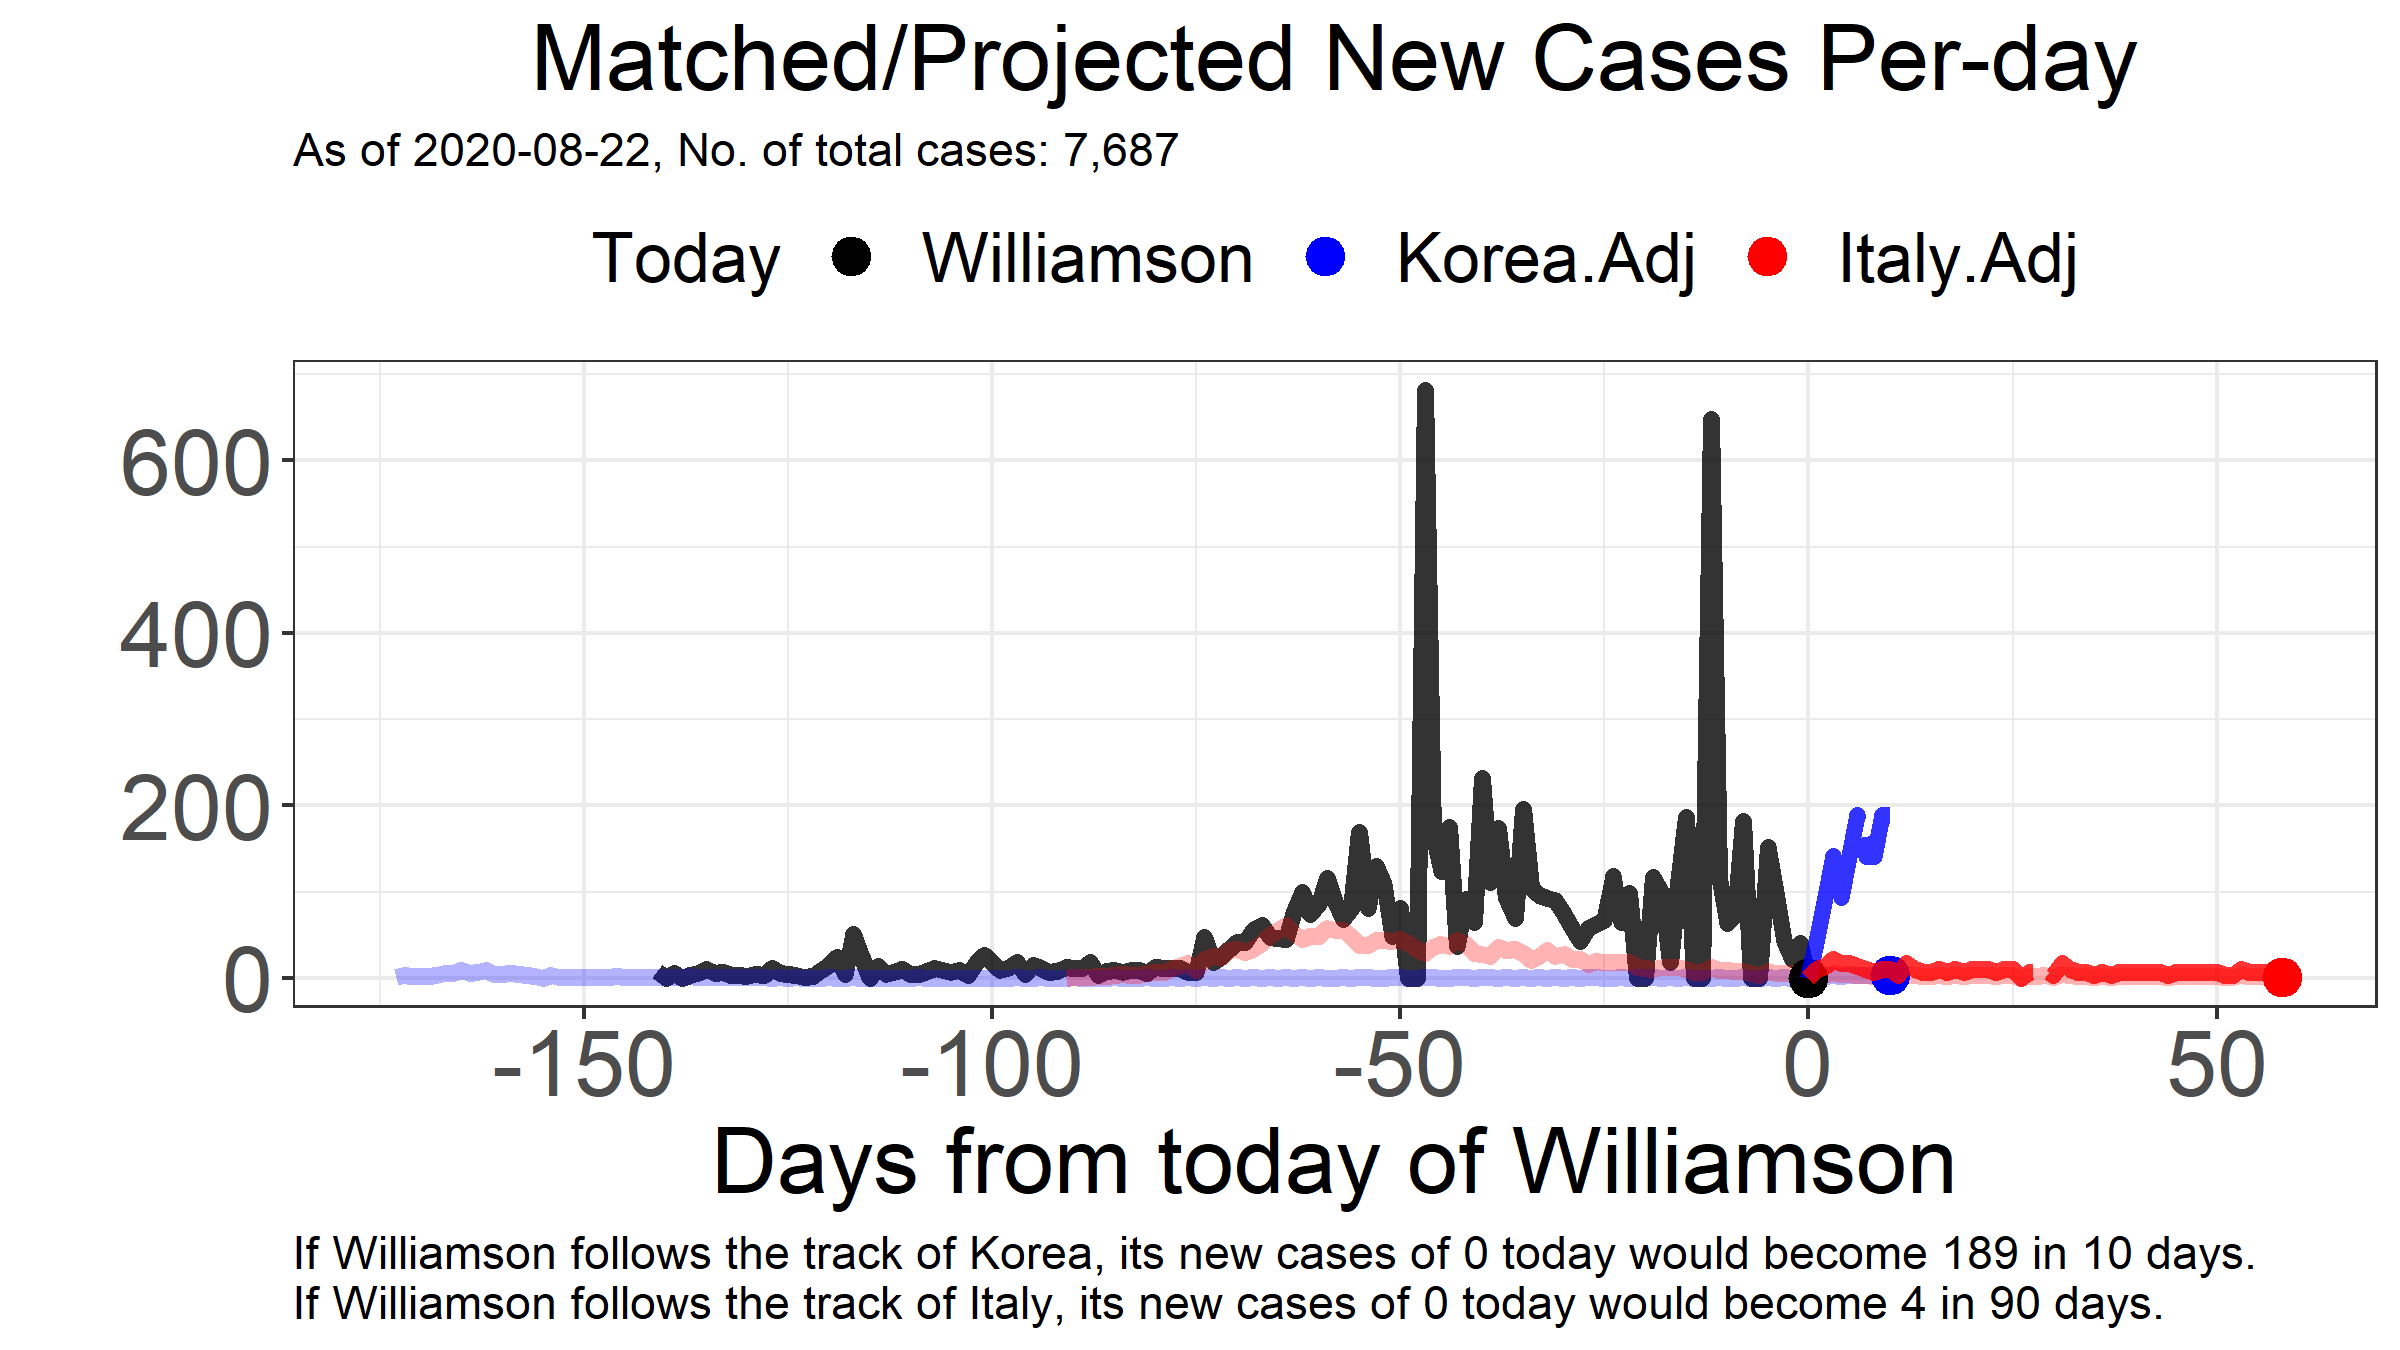 Matched/Projected New Cases Per-day
As of 2020-08-22, No. of total cases: 7,687
Today Williamson Korea.Adj Italy.Adj
600
400
200
0
-150 -100 -50 0 50
Days from today of Williamson
If Williamson follows the track of Korea, its new cases of 0 today would become 189 in 10 days.
If Williamson follows the track of Italy, its new cases of 0 today would become 4 in 90 days.